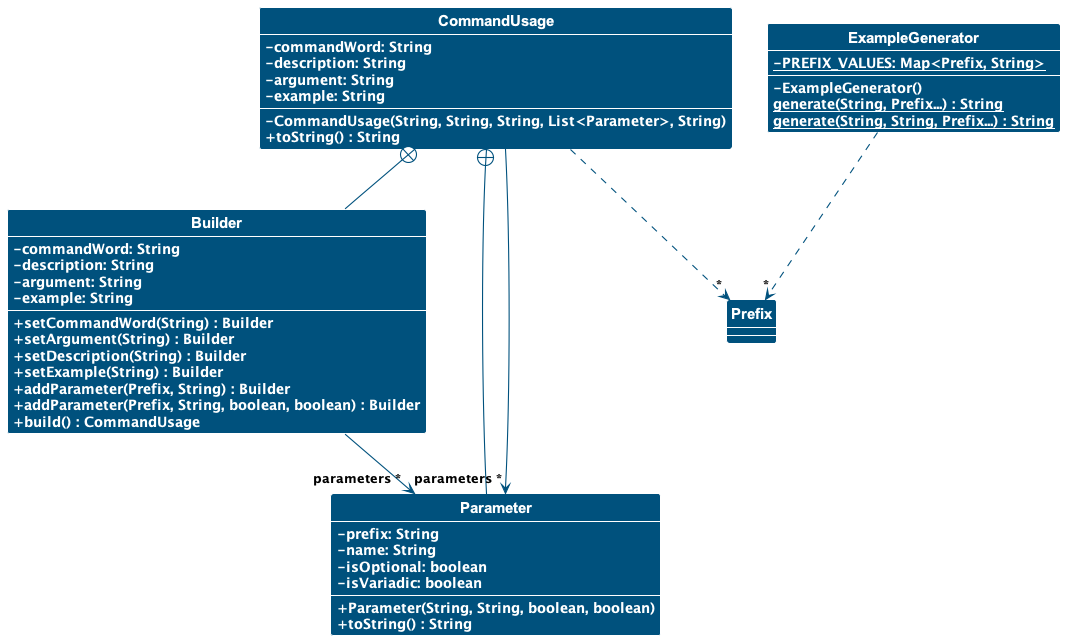 CommandUsage
-commandWord: String
-description: String
-argument: String
-example: String
-CommandUsage(String, String, String, List<Parameter>, String)
+toString() : String
ExampleGenerator
-PREFIX_VALUES: Map<Prefix, String>
-ExampleGenerator()
generate(String, Prefix...) : String
generate(String, String, Prefix...) : String
Builder
-commandWord: String
-description: String
-argument: String
-example: String
+setCommandWord(String) : Builder
+setArgument(String) : Builder
+setDescription(String) : Builder
+setExample(String) : Builder
+addParameter(Prefix, String) : Builder
+addParameter(Prefix, String, boolean, boolean) : Builder
+build() : CommandUsage
*
*
Prefix
parameters *
parameters *
Parameter
-prefix: String
-name: String
-isOptional: boolean
-isVariadic: boolean
+Parameter(String, String, boolean, boolean)
+toString() : String